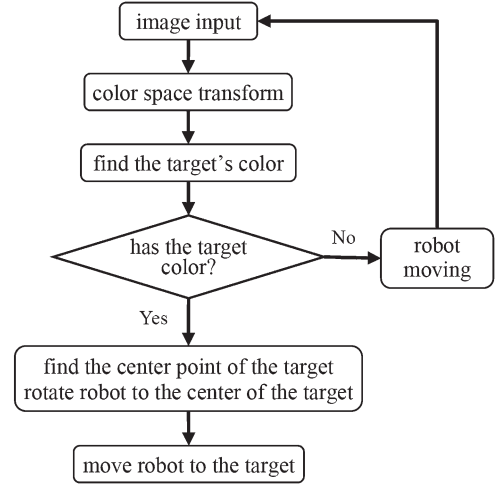 image input
color space transform
find the target's color
has the target
color?
No
robot
moving
Yes
find the center point of the target
rotate robot to the center of the target
move robot to the target